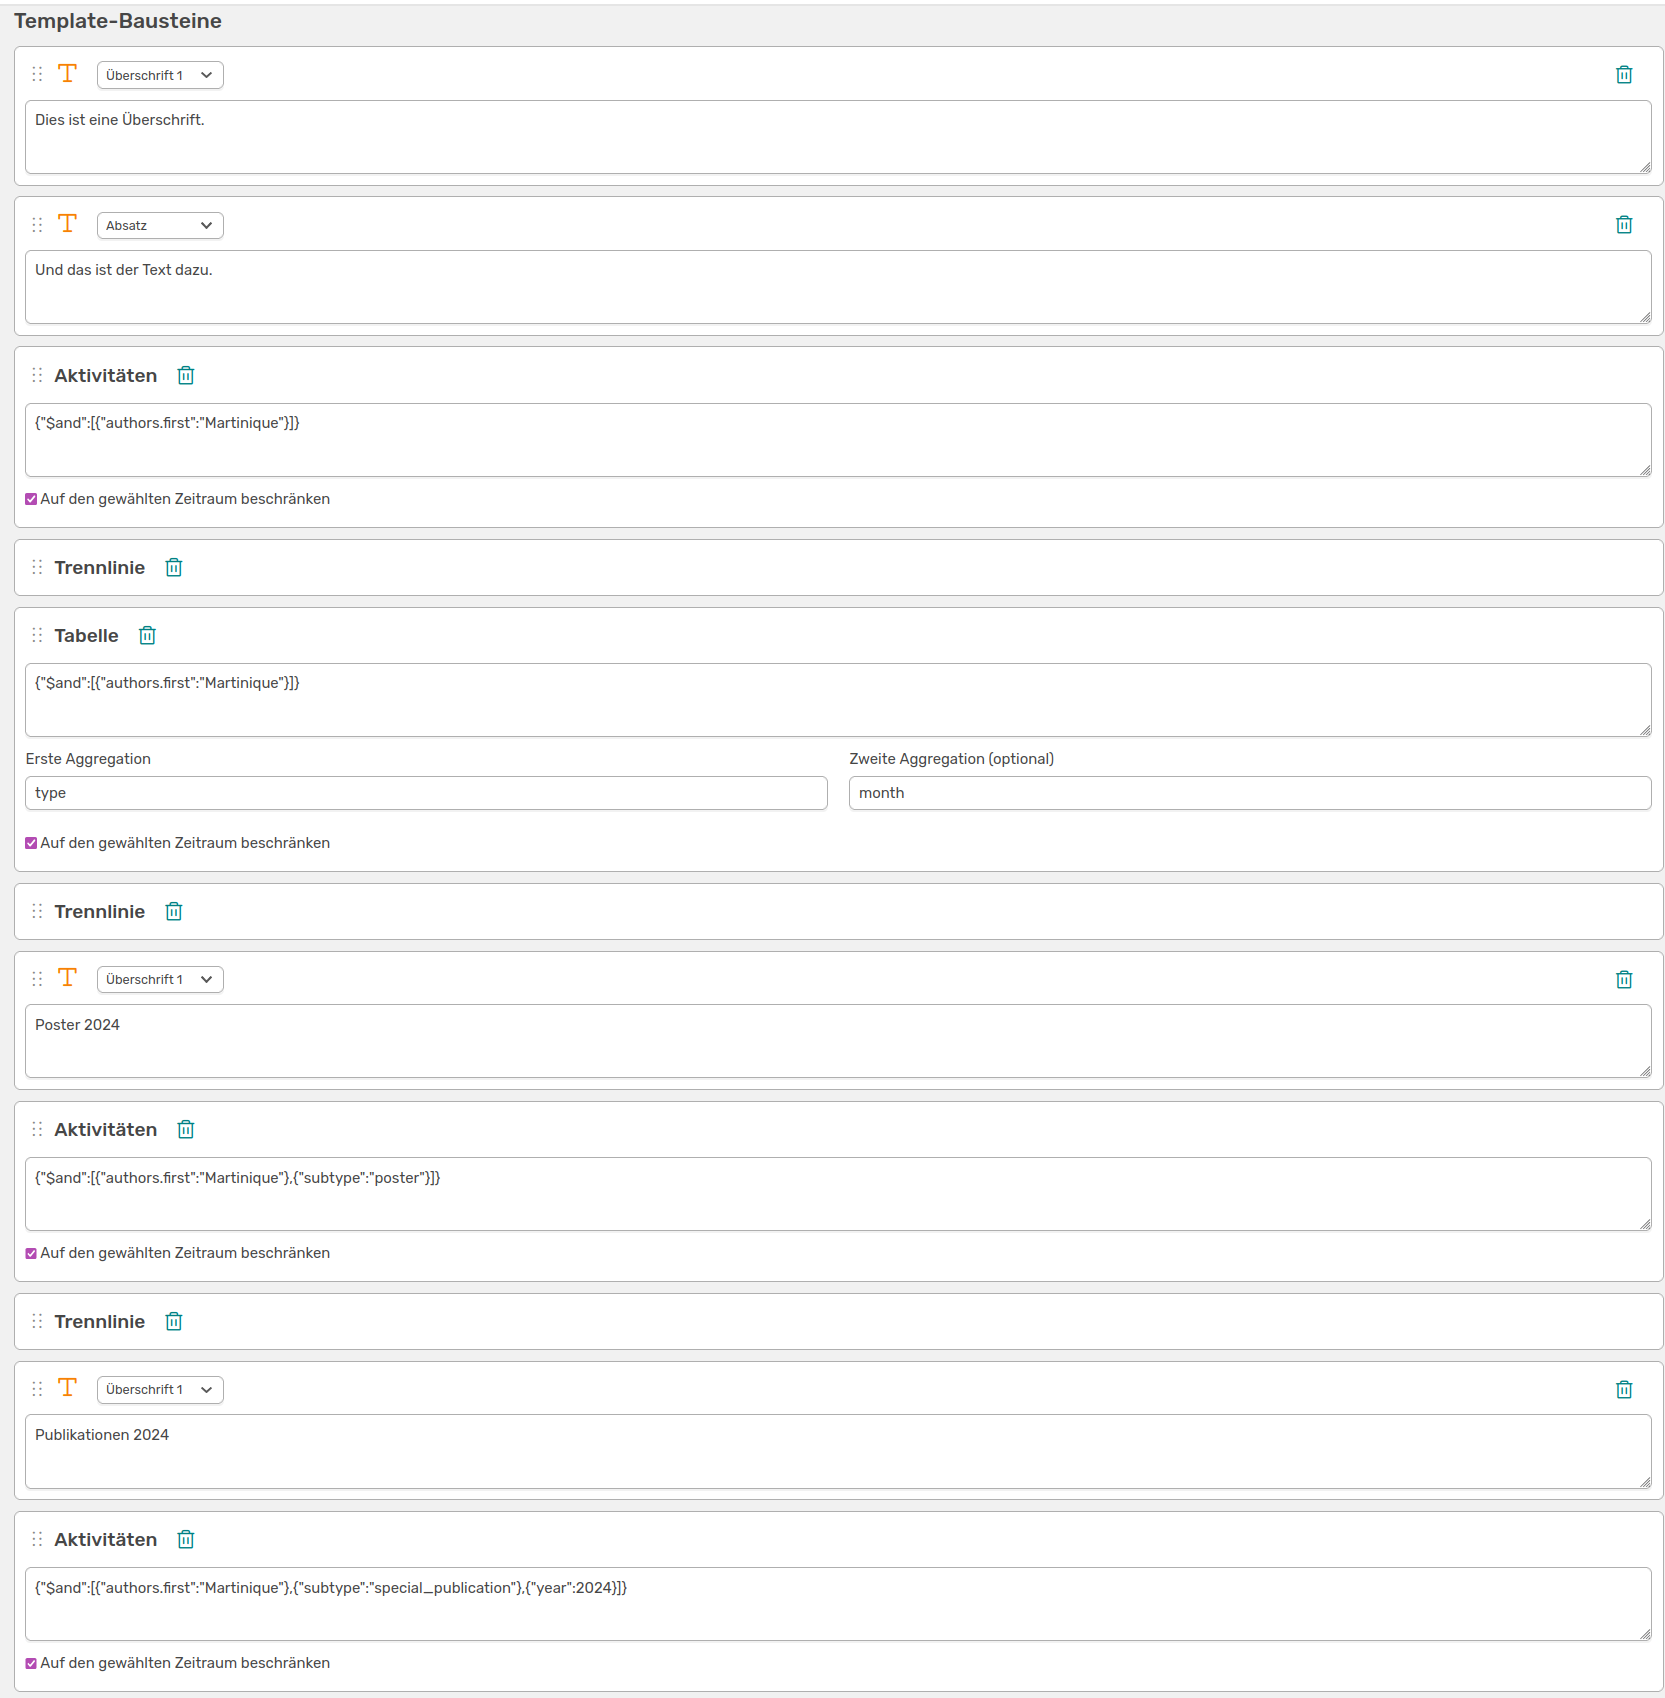 Template-Bausteine
Überschrift 1
Dies ist eine Überschrift.
Absatz
Und das ist der Text dazu.
Aktivitäten
{"$and":[{"authors.first":"Martinique"}]}
Auf den gewählten Zeitraum beschränken
Trennlinie
Tabelle
{"$and":[{"authors.first":"Martinique"}]}
Erste Aggregation Zweite Aggregation (optional)
type month
Auf den gewählten Zeitraum beschränken
Trennlinie
Überschrift 1
Poster 2024
Aktivitäten
{"$and":[{"authors.first":"Martinique"},{"subtype":"poster"}]}
Auf den gewählten Zeitraum beschränken
Trennlinie
Überschrift 1
Publikationen 2024
Aktivitäten
{"$and":[{"authors.first":"Martinique"},{"subtype":"special_publication"},{"year":2024}]}
Auf den gewählten Zeitraum beschränken